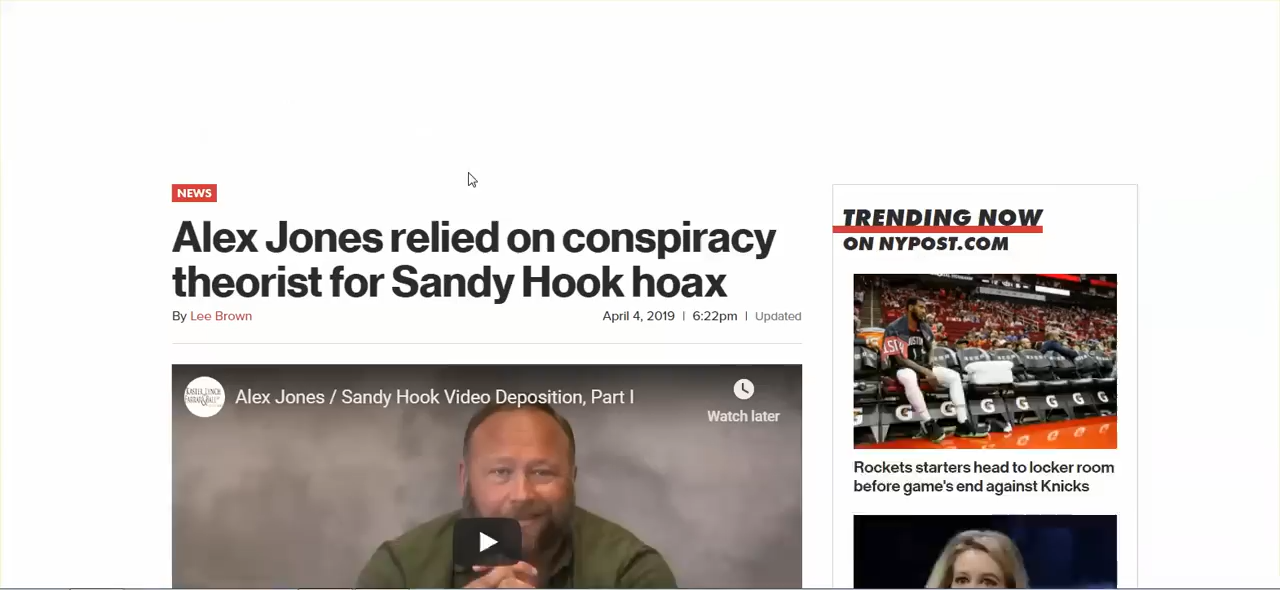 NEWS
Alex Jones relied on conspiracy
theorist for Sandy Hook hoax
By Lee Brown
April 4, 2019 | 6:22pm | Updated
Alex Jones / Sandy Hook Video Deposition, Part I
Watch later
TRENDING NOW
ON NYPOST.COM
Rockets starters head to locker room
before game's end against Knicks